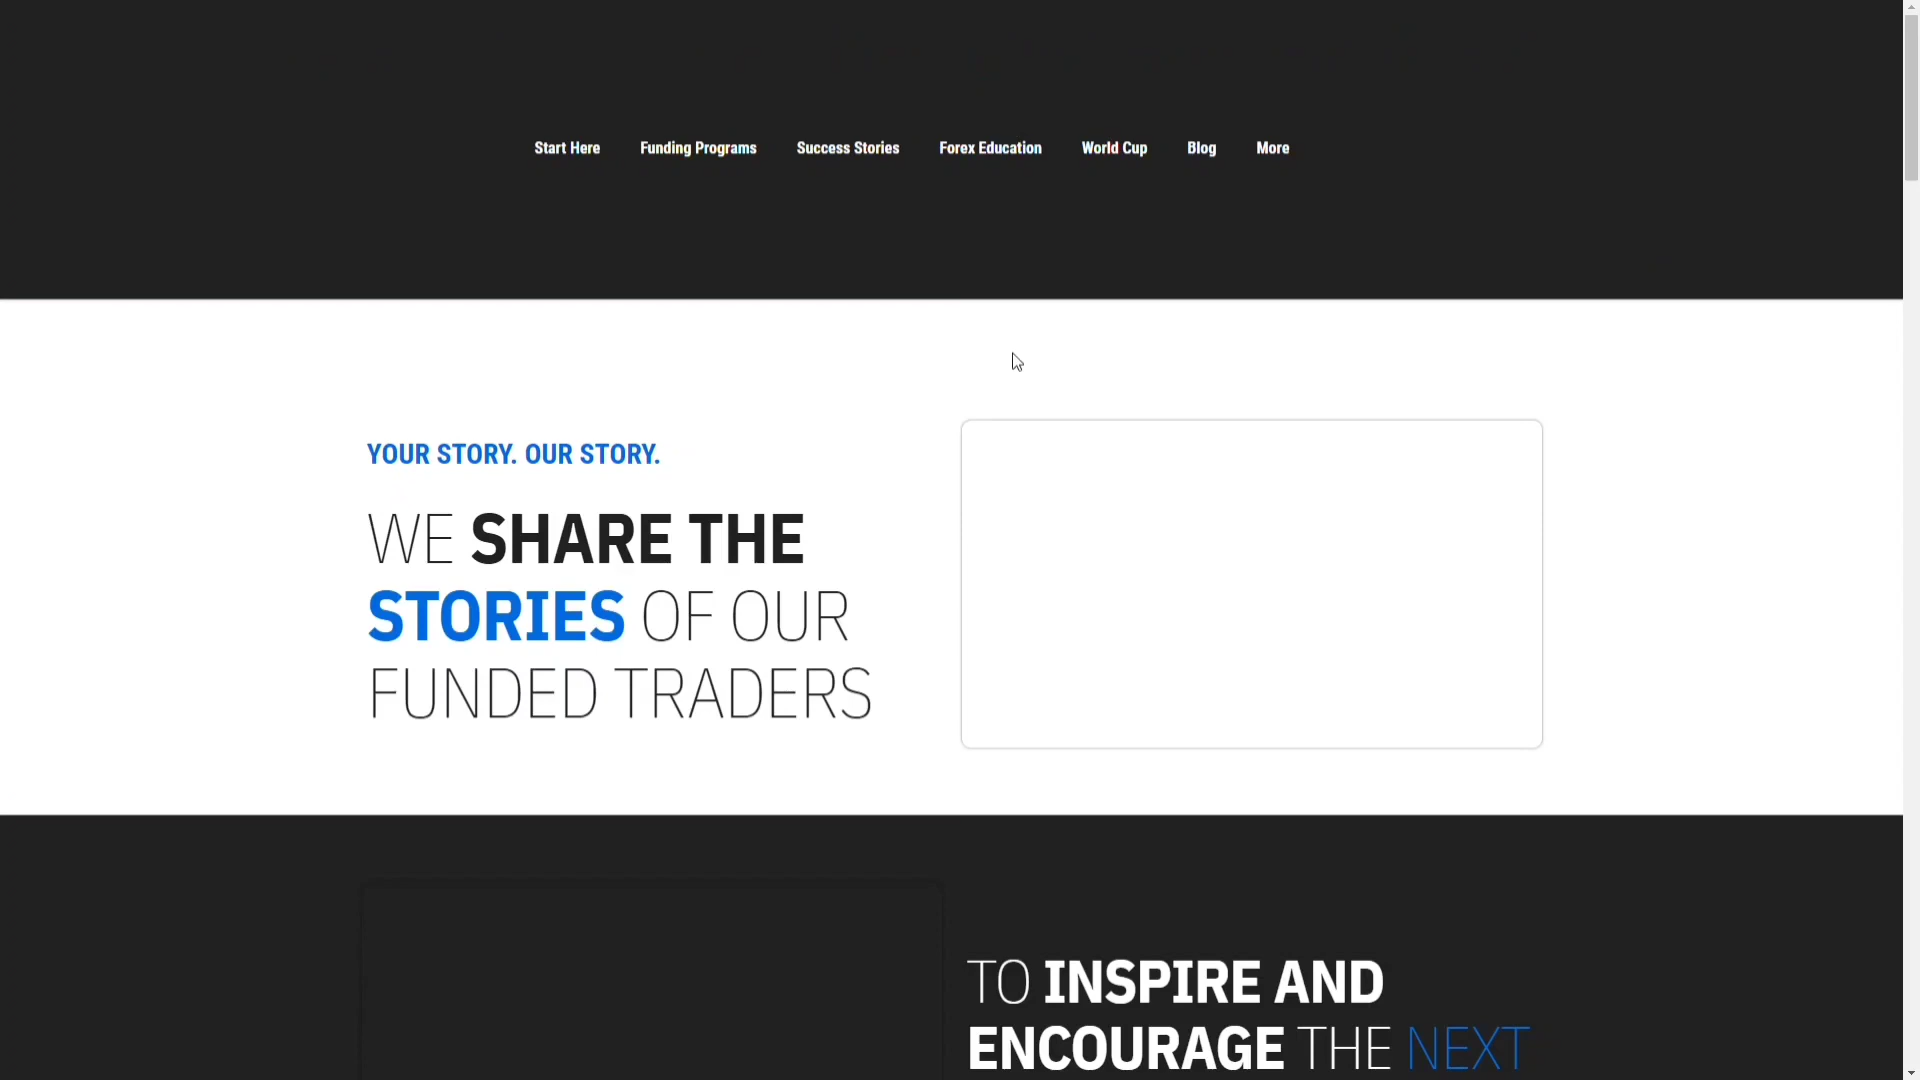 Start Here Funding Programs Success Stories Forex Education World Cup Blog More
YOUR STORY. OUR STORY.
WE SHARE THE
STORIES OF OUR
FUNDED TRADERS
TO INSPIRE AND
ENCOURAGE THE NEXT